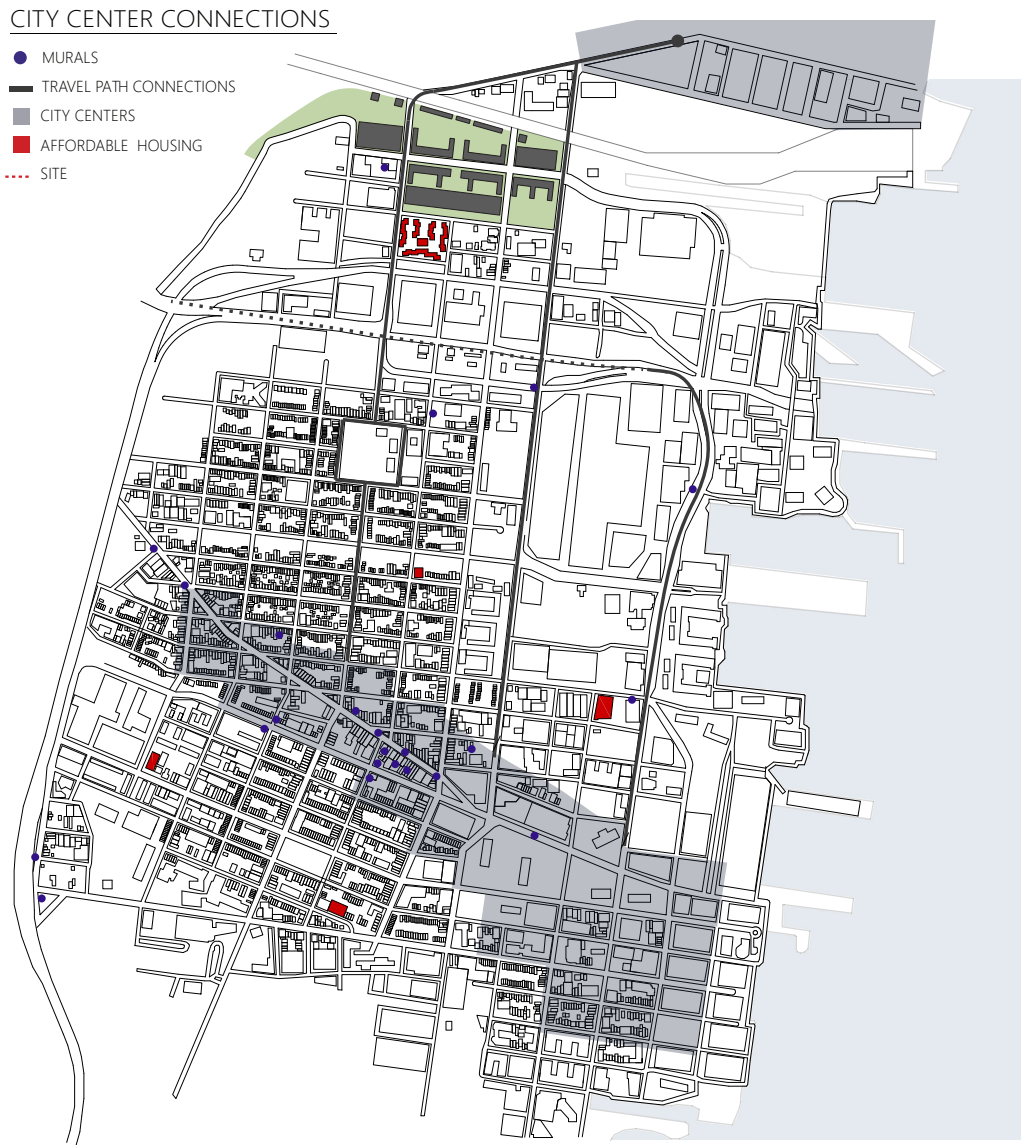 CITY CENTER CONNECTIONS
MURALS
TRAVEL PATH CONNECTIONS
CITY CENTERS
AFFORDABLE HOUSING
SITE